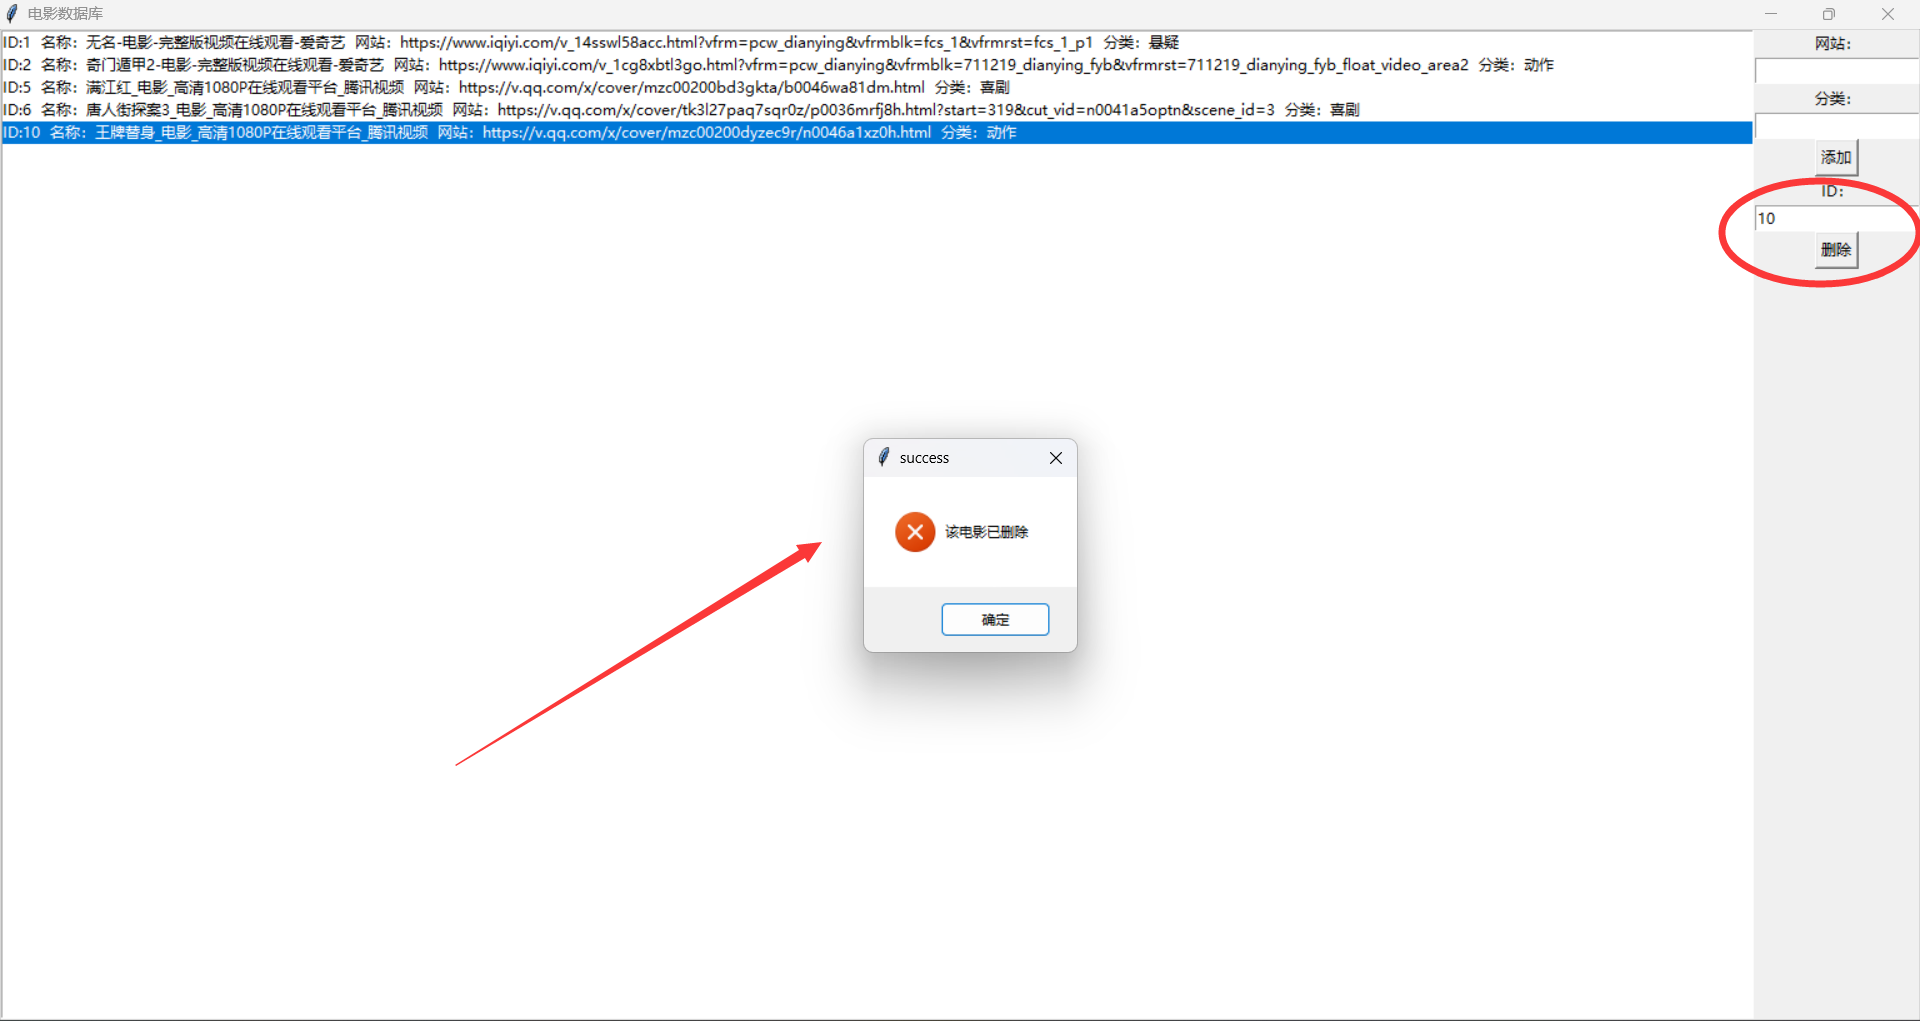 电影数据库
ID:1 名称：无名-电影-完整版视频在线观看-爱奇艺 网站：https://www.iqiyi.com/v_14sswl58acc.html?vfrm=pcw_dianying&vfrmblk=fcs_1&vfrmrst=fcs_1_p1 分类：悬疑
ID:2 名称：奇门遁甲2-电影-完整版视频在线观看-爱奇艺 网站：https://www.iqiyi.com/v_1cg8xbtl3go.html?vfrm=pcw_dianying&vfrmblk=711219_dianying_fyb&vfrmrst=711219_dianying_fyb_float_video_area2 分类：动作
ID:5 名称：满江红_电影_高清1080P在线观看平台_腾讯视频 网站：https://v.qq.com/x/cover/mzc00200bd3gkta/b0046wa81dm.html 分类：喜剧
ID:6 名称：唐人街探案3_电影_高清1080P在线观看平台_腾讯视频 网站：https://v.qq.com/x/cover/tk3l27paq7sqr0z/p0036mrfj8h.html?start=319&cut_vid=n0041a5optn&scene_id=3 分类：喜剧
ID:10 名称：王牌替身_电影_高清1080P在线观看平台_腾讯视频 网站：https://v.qq.com/x/cover/mzc00200dyzec9r/n0046a1xz0h.html 分类：动作
网站：
分类：
添加
ID：
10
删除
success
该电影已删除
确定